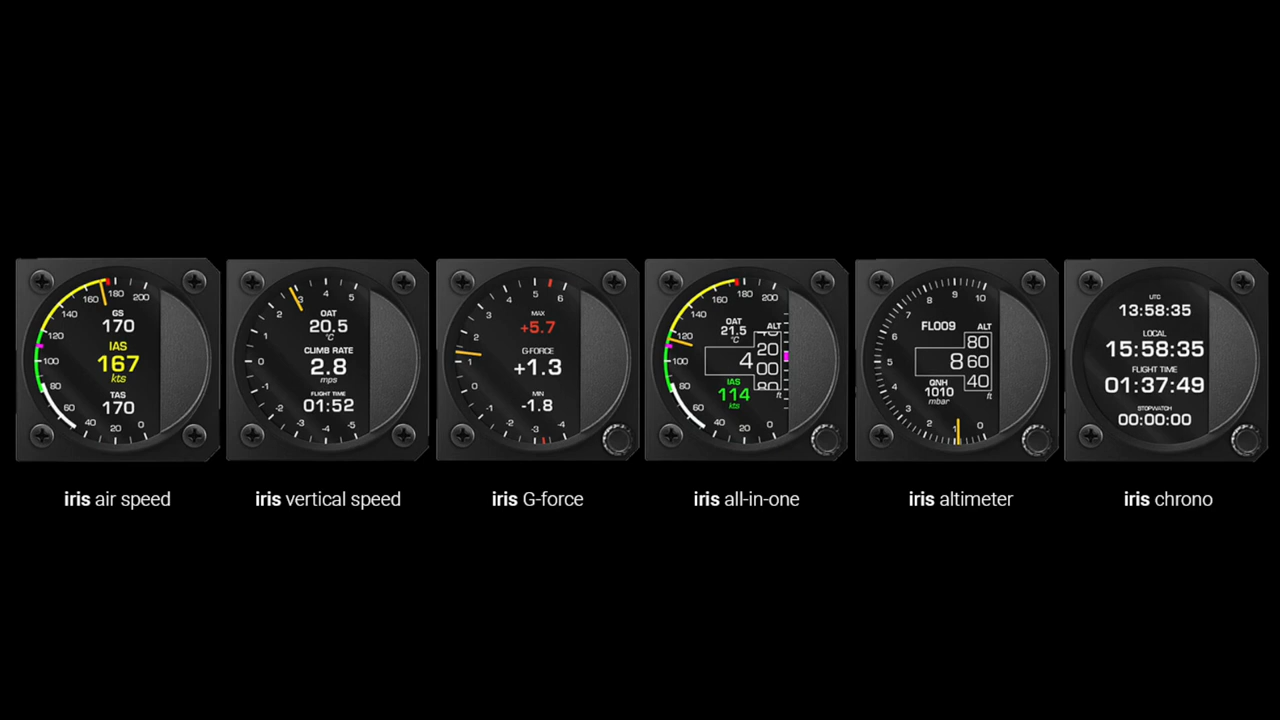 160 180 200
140
120
100
80
60
40 20 0
GS
170
IAS
167
kts
TAS
170
iris air speed
3 4 5
2
1
0
-1
-2
-3 -4 -5
OAT
20.5
°C
CLIMB RATE
2.8
mps
FLIGHT TIME
01:52
iris vertical speed
4 5 6
3
2
1
0
-1
-2 -3 -4
MAX
+5.7
G-FORCE
+1.3
MIN
-1.8
iris G-force
160 180 200
140
120
100
80
60
40 20 0
OAT
21.5
°C
ALT
4 20
00
80
ft
IAS
114
kts
iris all-in-one
8 9 10
7
6
5
4
3
2 1 0
FL009
ALT
80
8 60
40
ft
QNH
1010
mbar
iris altimeter
UTC
13:58:35
LOCAL
15:58:35
FLIGHT TIME
01:37:49
STOPWATCH
00:00:00
iris chrono